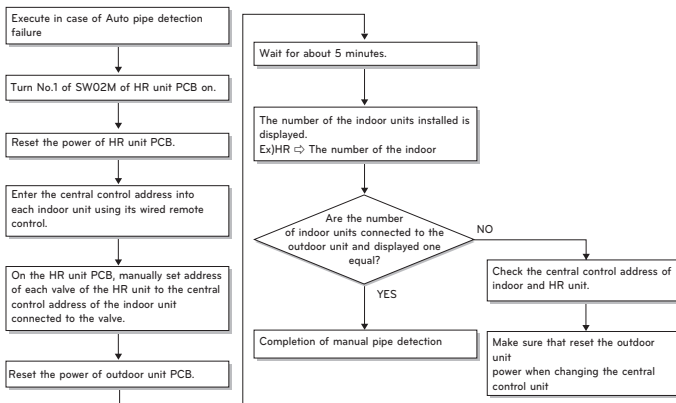 Execute in case of Auto pipe detection
failure
Turn No.1 of SW02M of HR unit PCB on.
Reset the power of HR unit PCB.
Enter the central control address into
each indoor unit using its wired remote
control.
On the HR unit PCB, manually set address
of each valve of the HR unit to the central
control address of the indoor unit
connected to the valve.
Reset the power of outdoor unit PCB.
Wait for about 5 minutes.
The number of the indoor units installed is
displayed.
Ex)HR ⇨ The number of the indoor
Are the number
of indoor units connected to the
outdoor unit and displayed one
equal?
NO
YES
Completion of manual pipe detection
Check the central control address of
indoor and HR unit.
Make sure that reset the outdoor
unit
power when changing the central
control unit